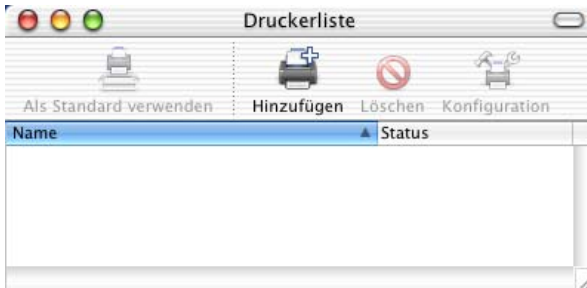 Druckerliste
Als Standard verwenden Hinzufügen Löschen Konfiguration
Name Status